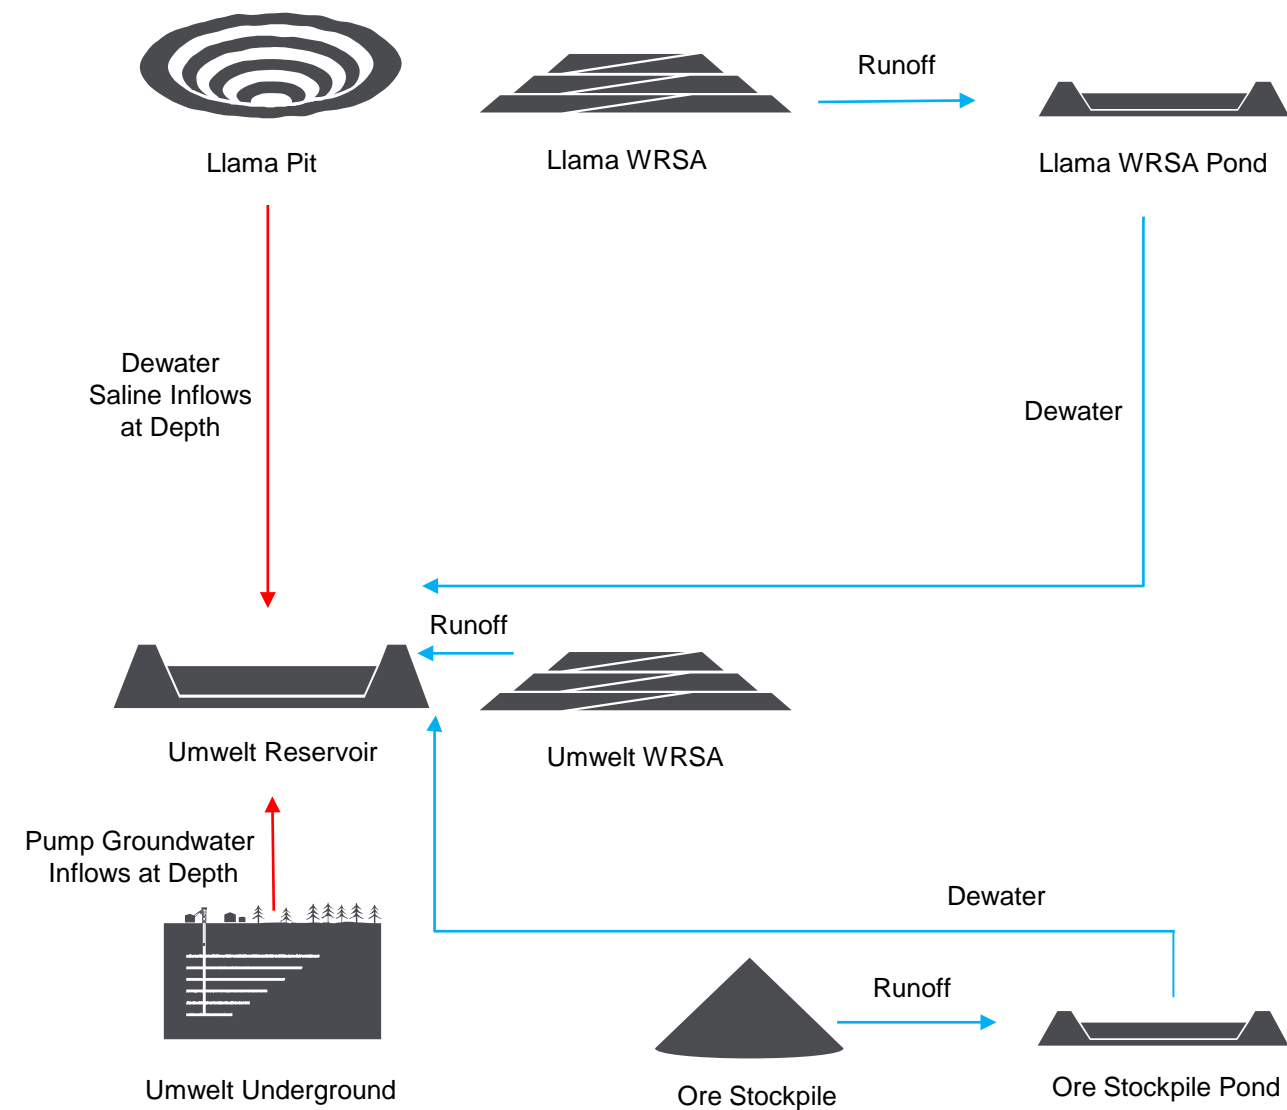 Runoff
Llama Pit
Llama WRSA
Llama WRSA Pond
Dewater
Saline Inflows
at Depth
Dewater
Runoff
Umwelt Reservoir
Umwelt WRSA
Pump Groundwater
Inflows at Depth
Dewater
Runoff
Umwelt Underground
Ore Stockpile
Ore Stockpile Pond